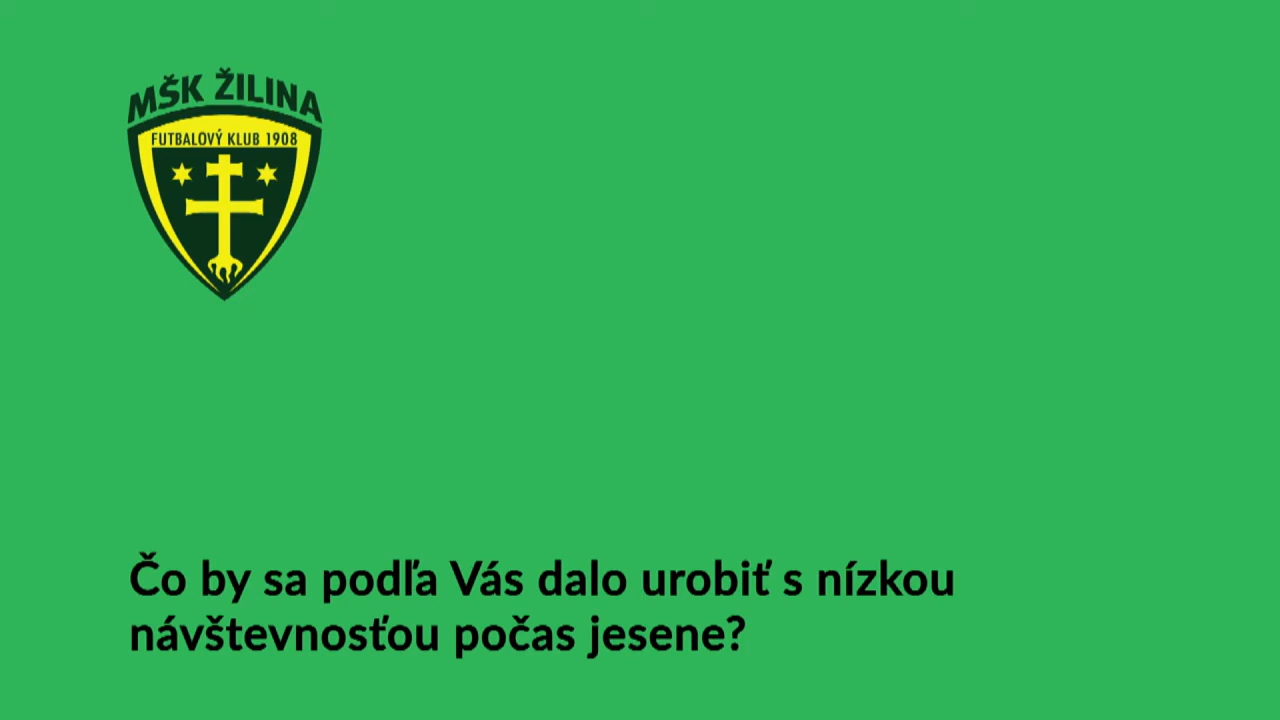 MŠK ŽILINA
FUTBALOVÝ KLUB 1908
Čo by sa podľa Vás dalo urobiť s nízkou
návštevnosťou počas jesene?